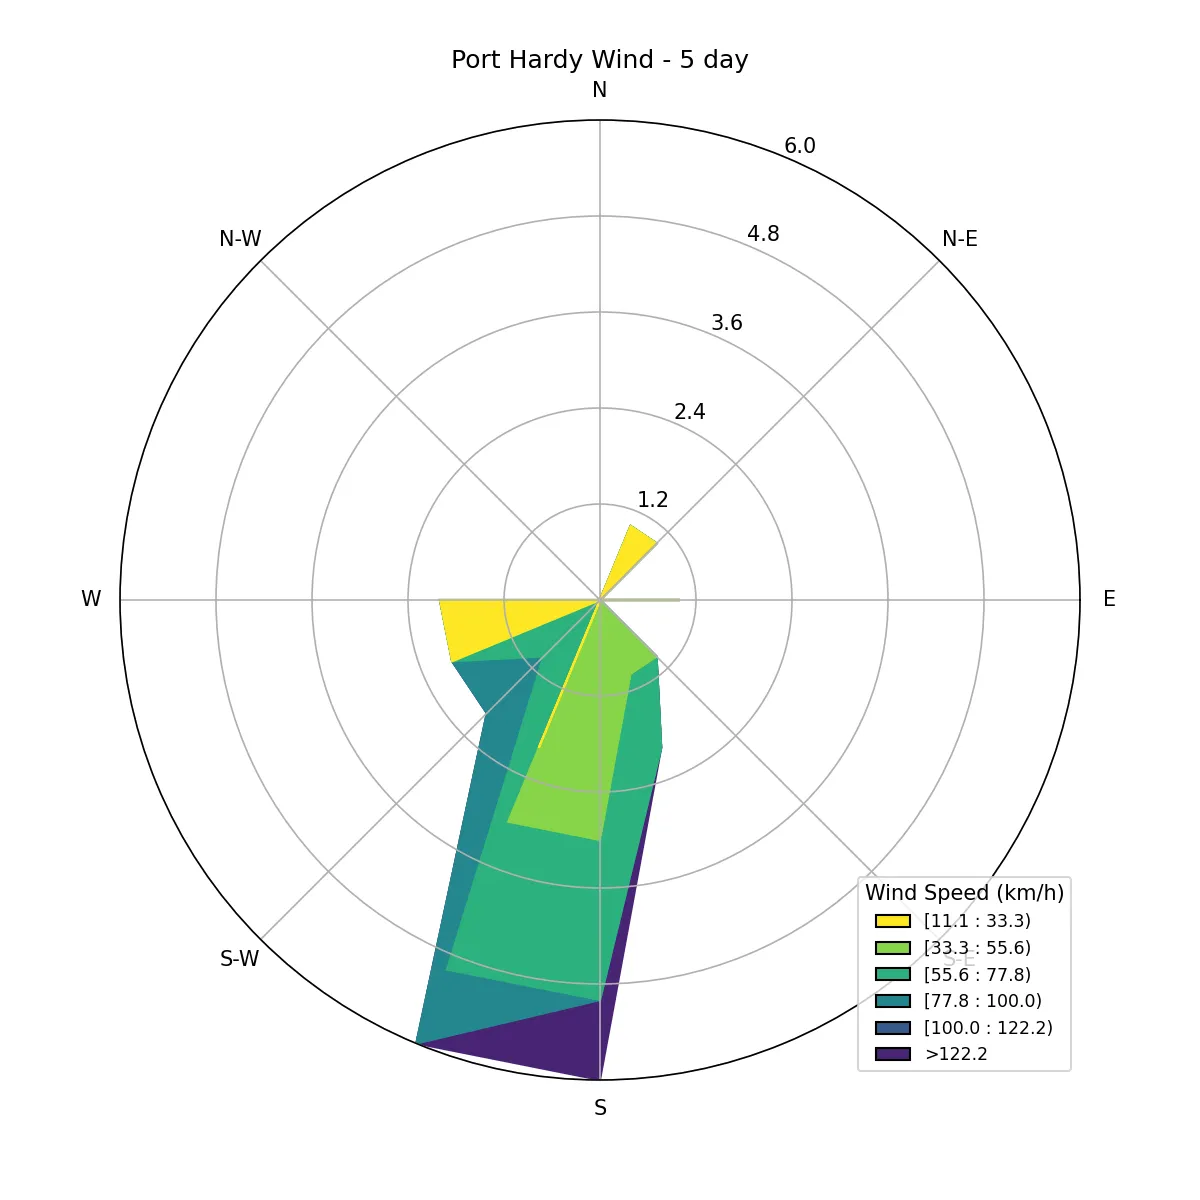 Port Hardy Wind - 5 day
N
6.0
N-W
N-E
4.8
3.6
2.4
1.2
W
E
Wind Speed (km/h)
[11.1 : 33.3)
[33.3 : 55.6)
S-W
S-E
[55.6 : 77.8)
[77.8 : 100.0)
[100.0 : 122.2)
>122.2
S